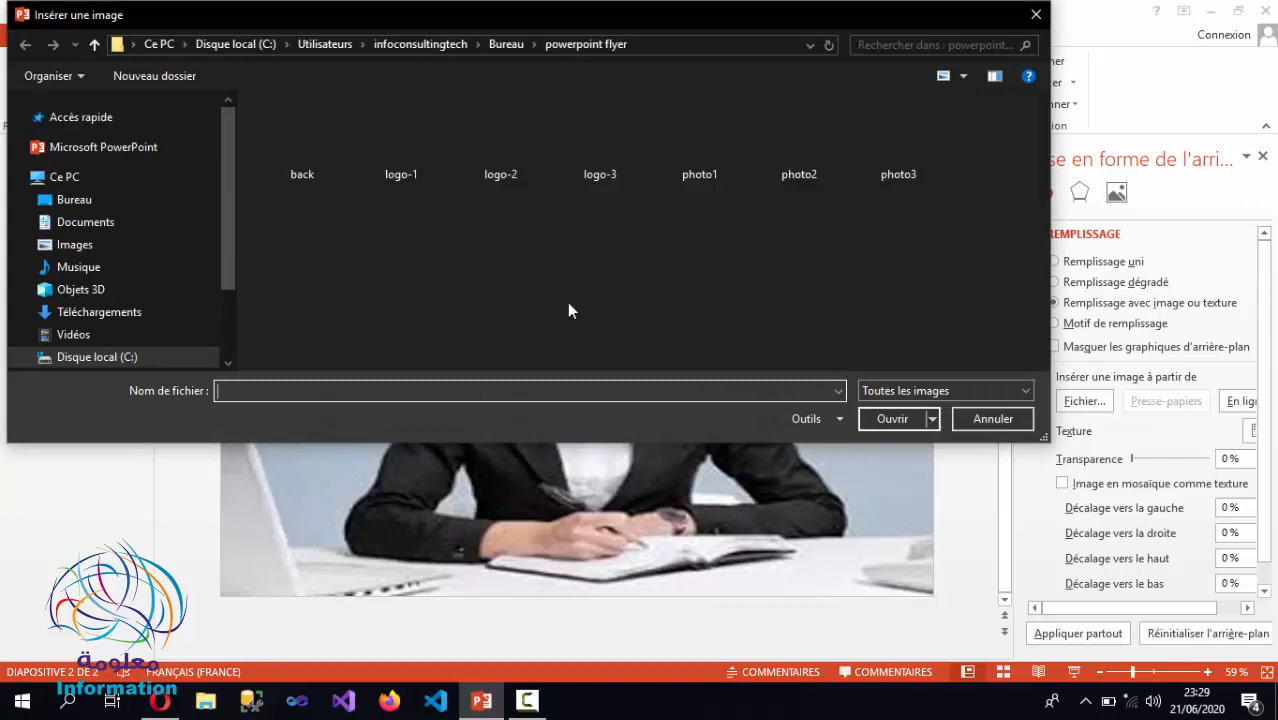 Insérer une image
Connexion
Ce PC
Disque local (C:)
Utilisateurs
infoconsultingtech
Bureau
powerpoint flyer
Rechercher dans : powerpoint...
Organiser
Nouveau dossier
Accès rapide
Microsoft PowerPoint
Ce PC
Bureau
Documents
Images
Musique
Objets 3D
Téléchargements
Vidéos
Disque local (C:)
back
logo-1
logo-2
logo-3
photo1
photo2
photo3
Nom de fichier :
Toutes les images
Outils
Ouvrir
Annuler
se en forme de l'arri...
REMPLISSAGE
Remplissage uni
Remplissage dégradé
Remplissage avec image ou texture
Motif de remplissage
Masquer les graphiques d'arrière-plan
Insérer une image à partir de
Fichier...
Presse-papiers
En lig
Texture
Transparence
0 %
Image en mosaïque comme texture
Décalage vers la gauche
0 %
Décalage vers la droite
0 %
Décalage vers le haut
0 %
Décalage vers le bas
0 %
Appliquer partout
Réinitialiser l'arrière-plan
معلومة
Information
DIAPOSITIVE 2 DE 2
FRANÇAIS (FRANCE)
COMMENTAIRES
COMMENTAIRES
59 %
23:29
21/06/2020
4